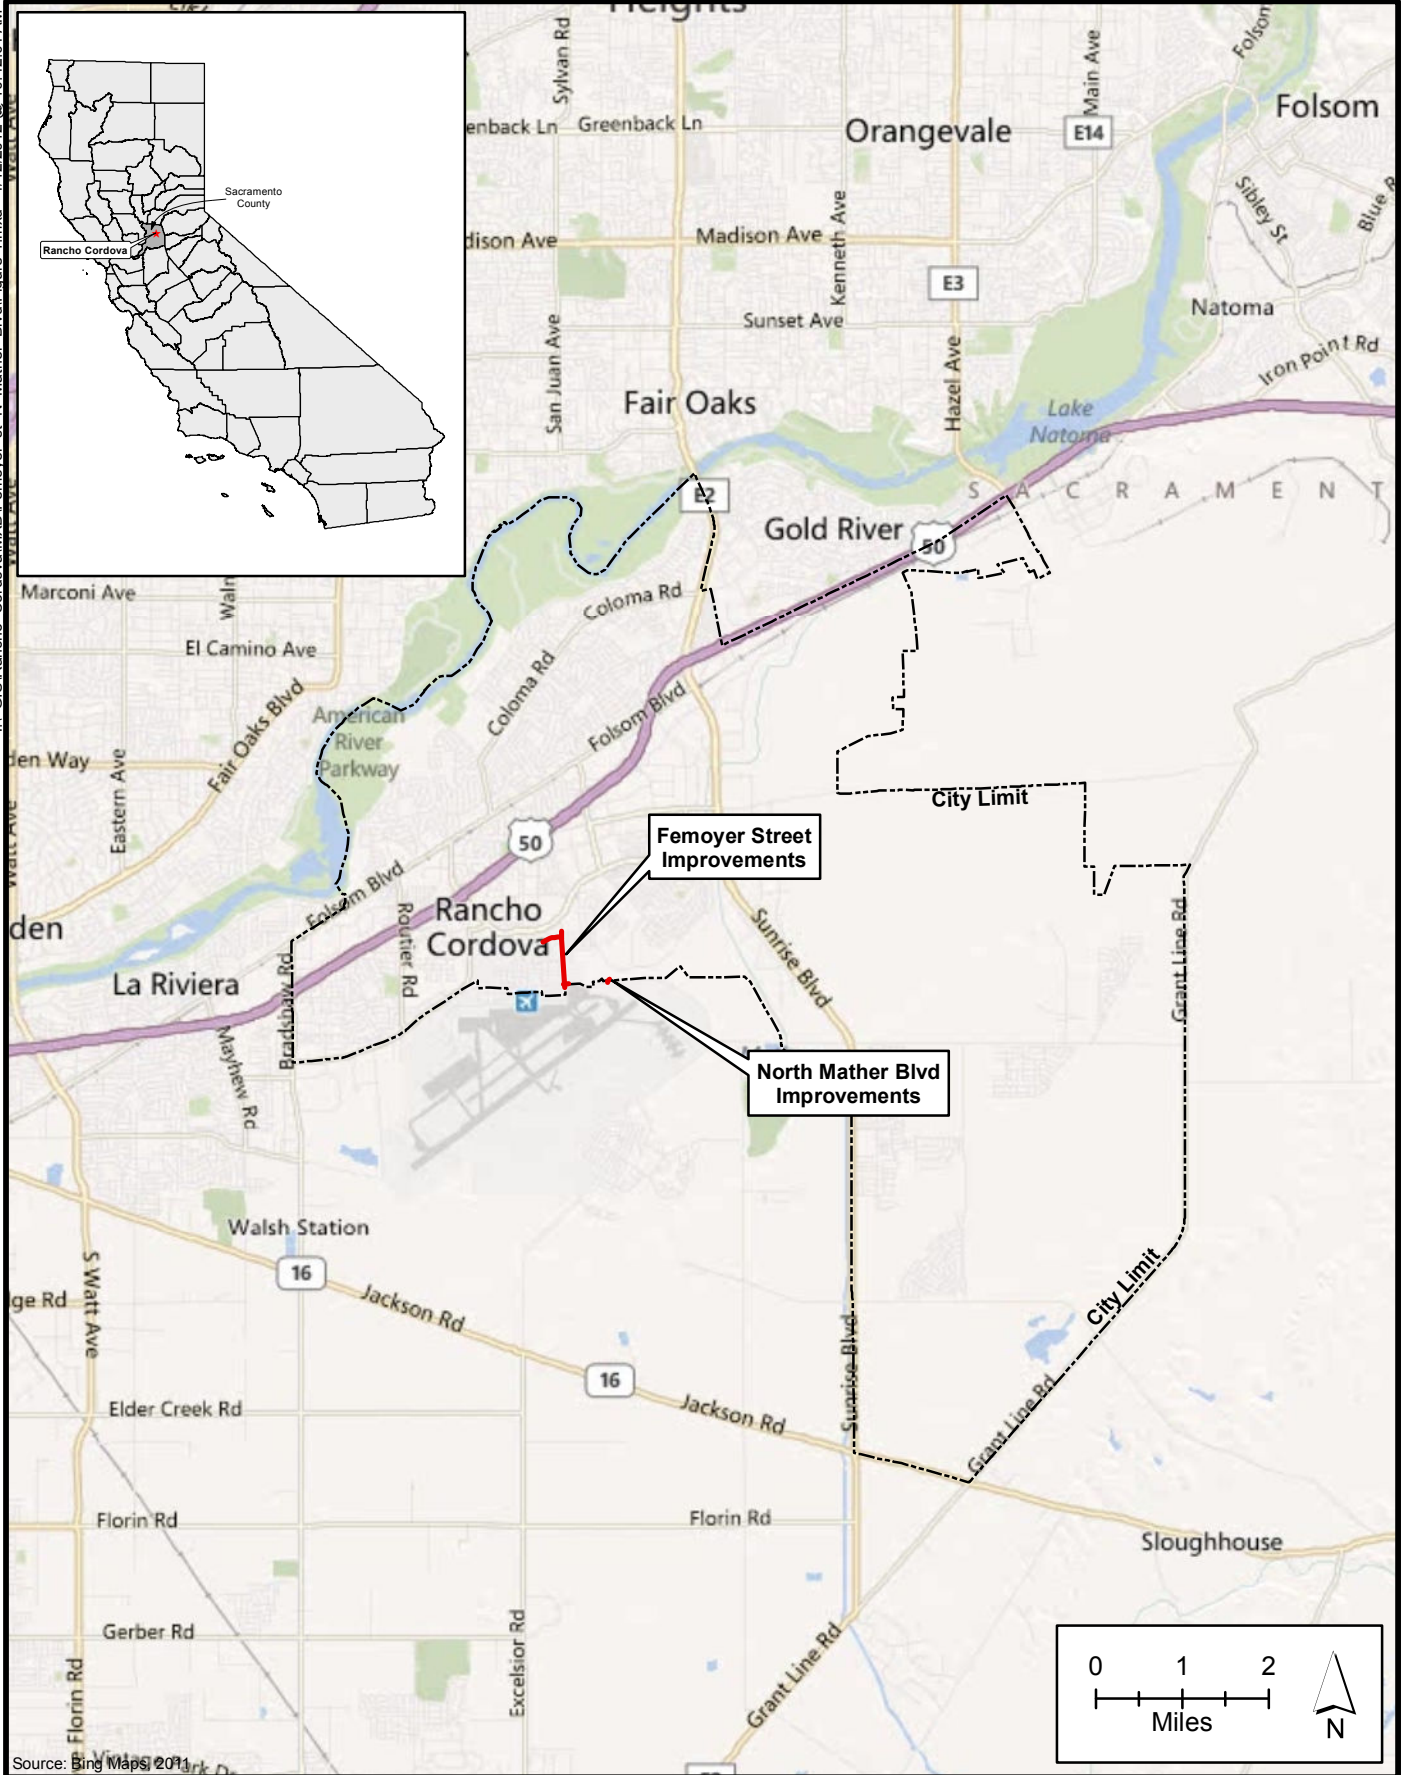 Heights
Folsom
Sylvan Rd
Main Ave
Folsom
enback Ln
Greenback Ln
Orangevale
E14
Sibley St
Blue R
Sacramento
County
Rancho Cordova
dison Ave
Madison Ave
Kenneth Ave
E3
Natoma
Sunset Ave
San Juan Ave
Hazel Ave
Iron Point Rd
Fair Oaks
Lake
Natoma
E2
S A C R A M E N T
Gold River
50
Marconi Ave
Waln
Coloma Rd
El Camino Ave
Coloma Rd
Fair Oaks Blvd
Folsom Blvd
American
River
Parkway
den Way
Eastern Ave
Watt Ave
City Limit
50
Femoyer Street
Improvements
Folsom Blvd
Rancho
Cordova
Routier Rd
Sunrise Blvd
Grant Line Rd
den
La Riviera
Bradshaw Rd
Mayhew Rd
North Mather Blvd
Improvements
Walsh Station
16
Jackson Rd
S Watt Ave
ge Rd
City Limit
16
Jackson Rd
Sunrise Blvd
Grant Line Rd
Elder Creek Rd
Florin Rd
Florin Rd
Sloughhouse
Gerber Rd
Excelsior Rd
Grant Line Rd
Florin Rd
0 1 2
Miles
N
Source: Bing Maps, 2011
Vintage Park Dr